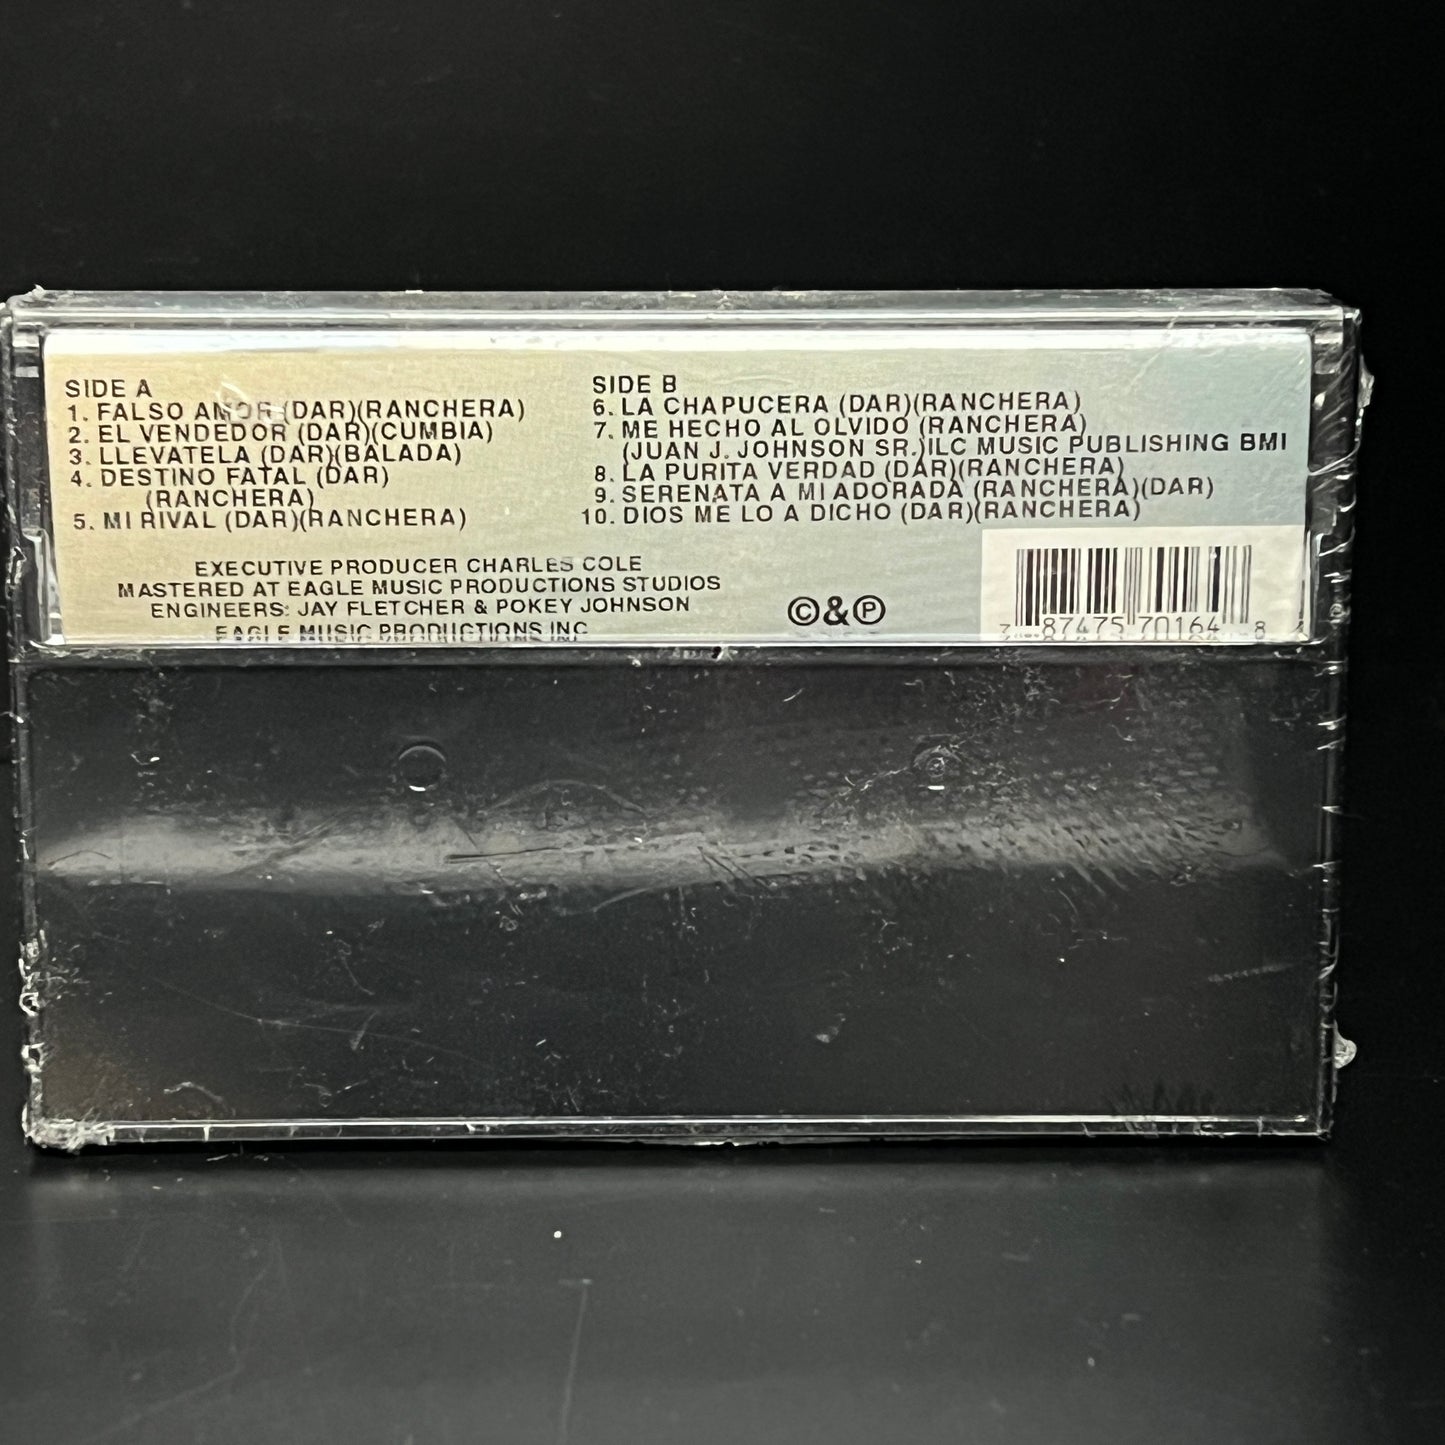 SIDE A
1. FALSO AMOR (DAR)(RANCHERA)
2. EL VENDEDOR (DAR)(CUMBIA)
3. LLEVATELA (DAR)(BALADA)
4. DESTINO FATAL (DAR)
(RANCHERA)
5. MI RIVAL (DAR)(RANCHERA)
SIDE B
6. LA CHAPUCERA (DAR)(RANCHERA)
7. ME HECHO AL OLVIDO (RANCHERA)
(JUAN J. JOHNSON SR.)ILC MUSIC PUBLISHING BMI
8. LA PURITA VERDAD (DAR)(RANCHERA)
9. SERENATA A MI ADORADA (RANCHERA)(DAR)
10. DIOS ME LO A DICHO (DAR)(RANCHERA)
EXECUTIVE PRODUCER CHARLES COLE
MASTERED AT EAGLE MUSIC PRODUCTIONS STUDIOS
ENGINEERS: JAY FLETCHER & POKEY JOHNSON
EAGLE MUSIC PRODUCTIONS INC
©&℗
7 87475 70164 8